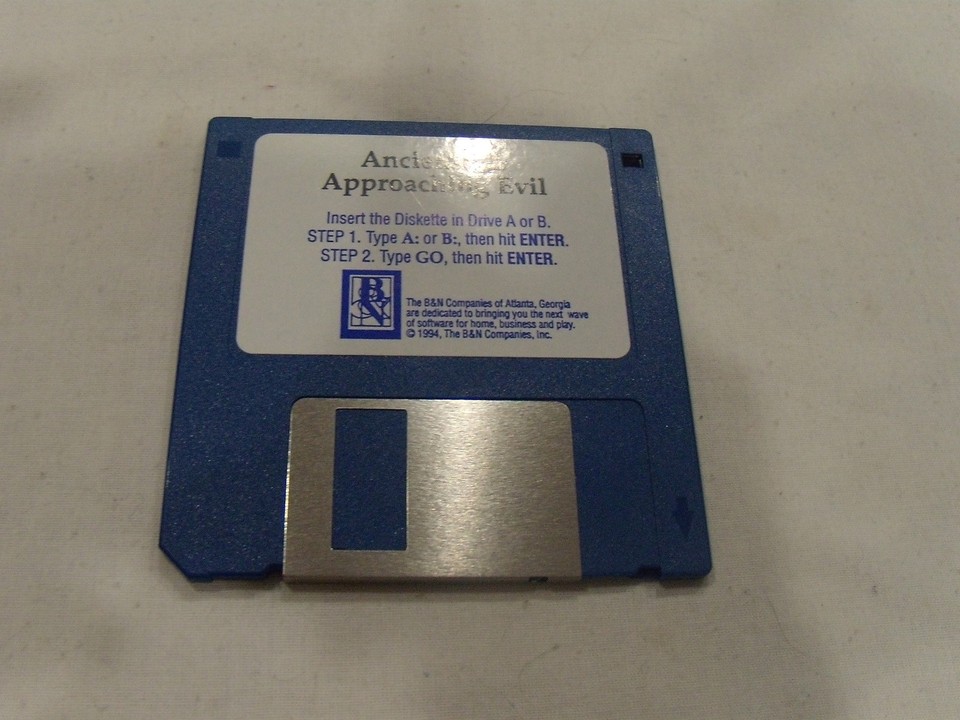 Approaching Evil
Insert the Diskette in Drive A or B.
STEP 1. Type A: or B:, then hit ENTER.
STEP 2. Type GO, then hit ENTER.
B
N
The B&N Companies of Atlanta, Georgia
are dedicated to bringing you the next wave
of software for home, business and play.
© 1994, The B&N Companies, Inc.